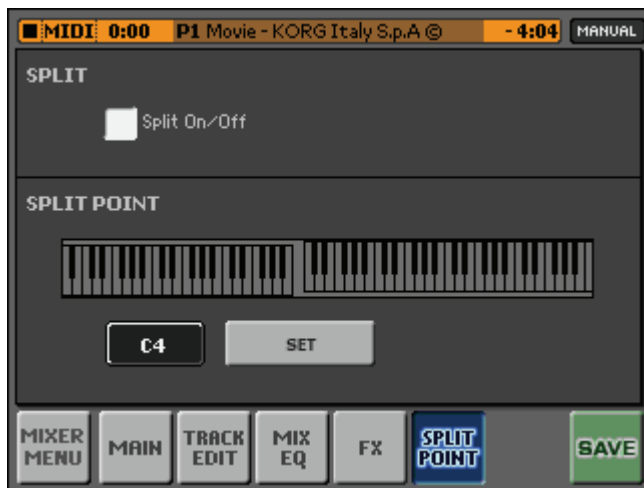 MIDI 0:00 P1 Movie - KORG Italy S.p.A © - 4:04 MANUAL
SPLIT
Split On/Off
SPLIT POINT
C4 SET
MIXER MENU MAIN TRACK EDIT MIX EQ FX SPLIT POINT SAVE